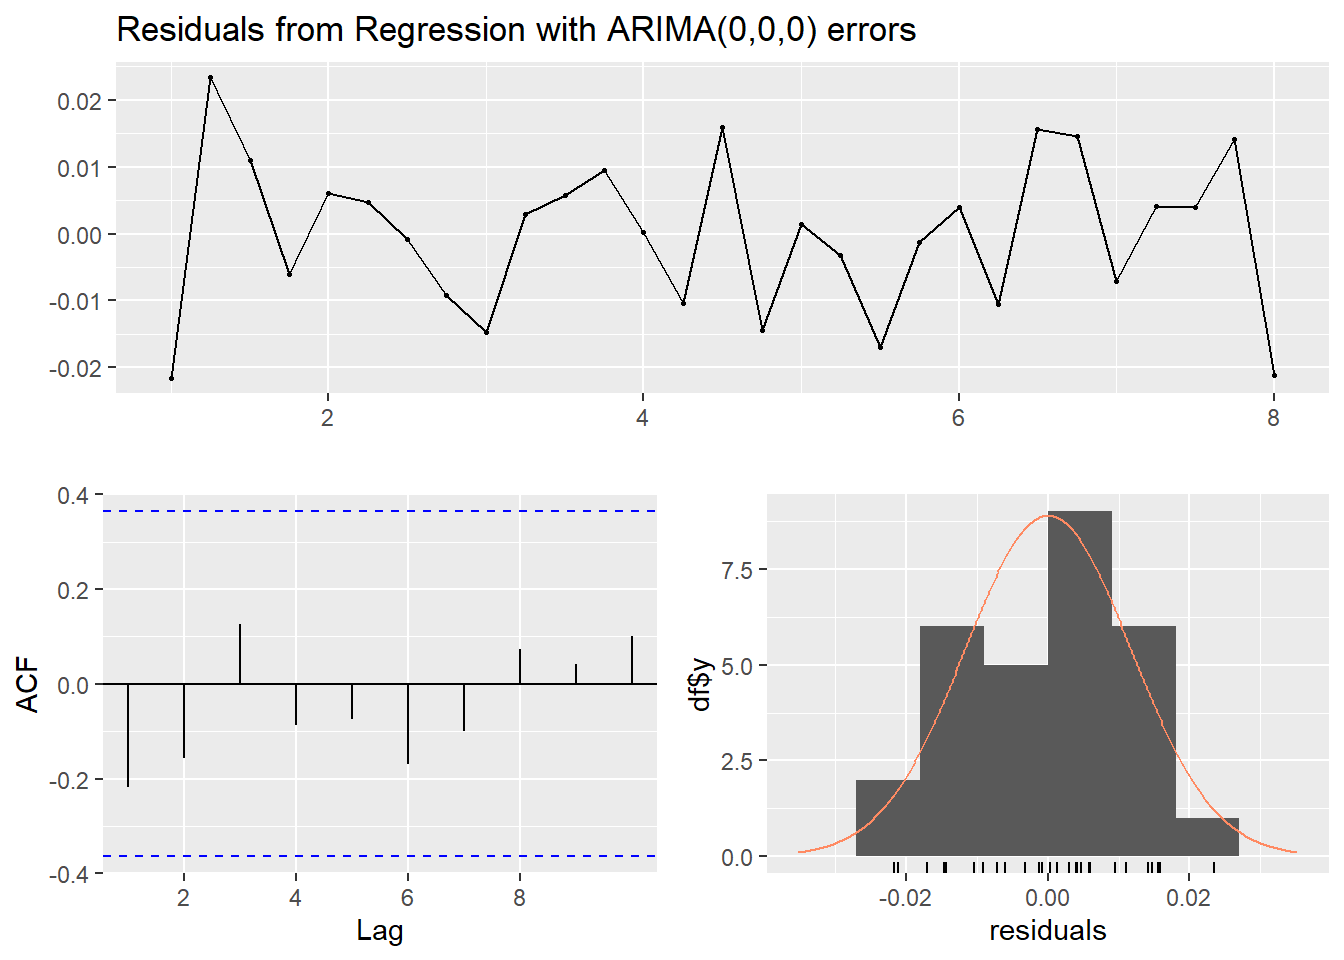 Residuals from Regression with ARIMA(0,0,0) errors
0.02
0.01
0.00
-0.01
-0.02
2 4 6 8
0.4
0.2
0.0
-0.2
-0.4
ACF
2 4 6 8
Lag
7.5
5.0
2.5
0.0
df$y
-0.02 0.00 0.02
residuals